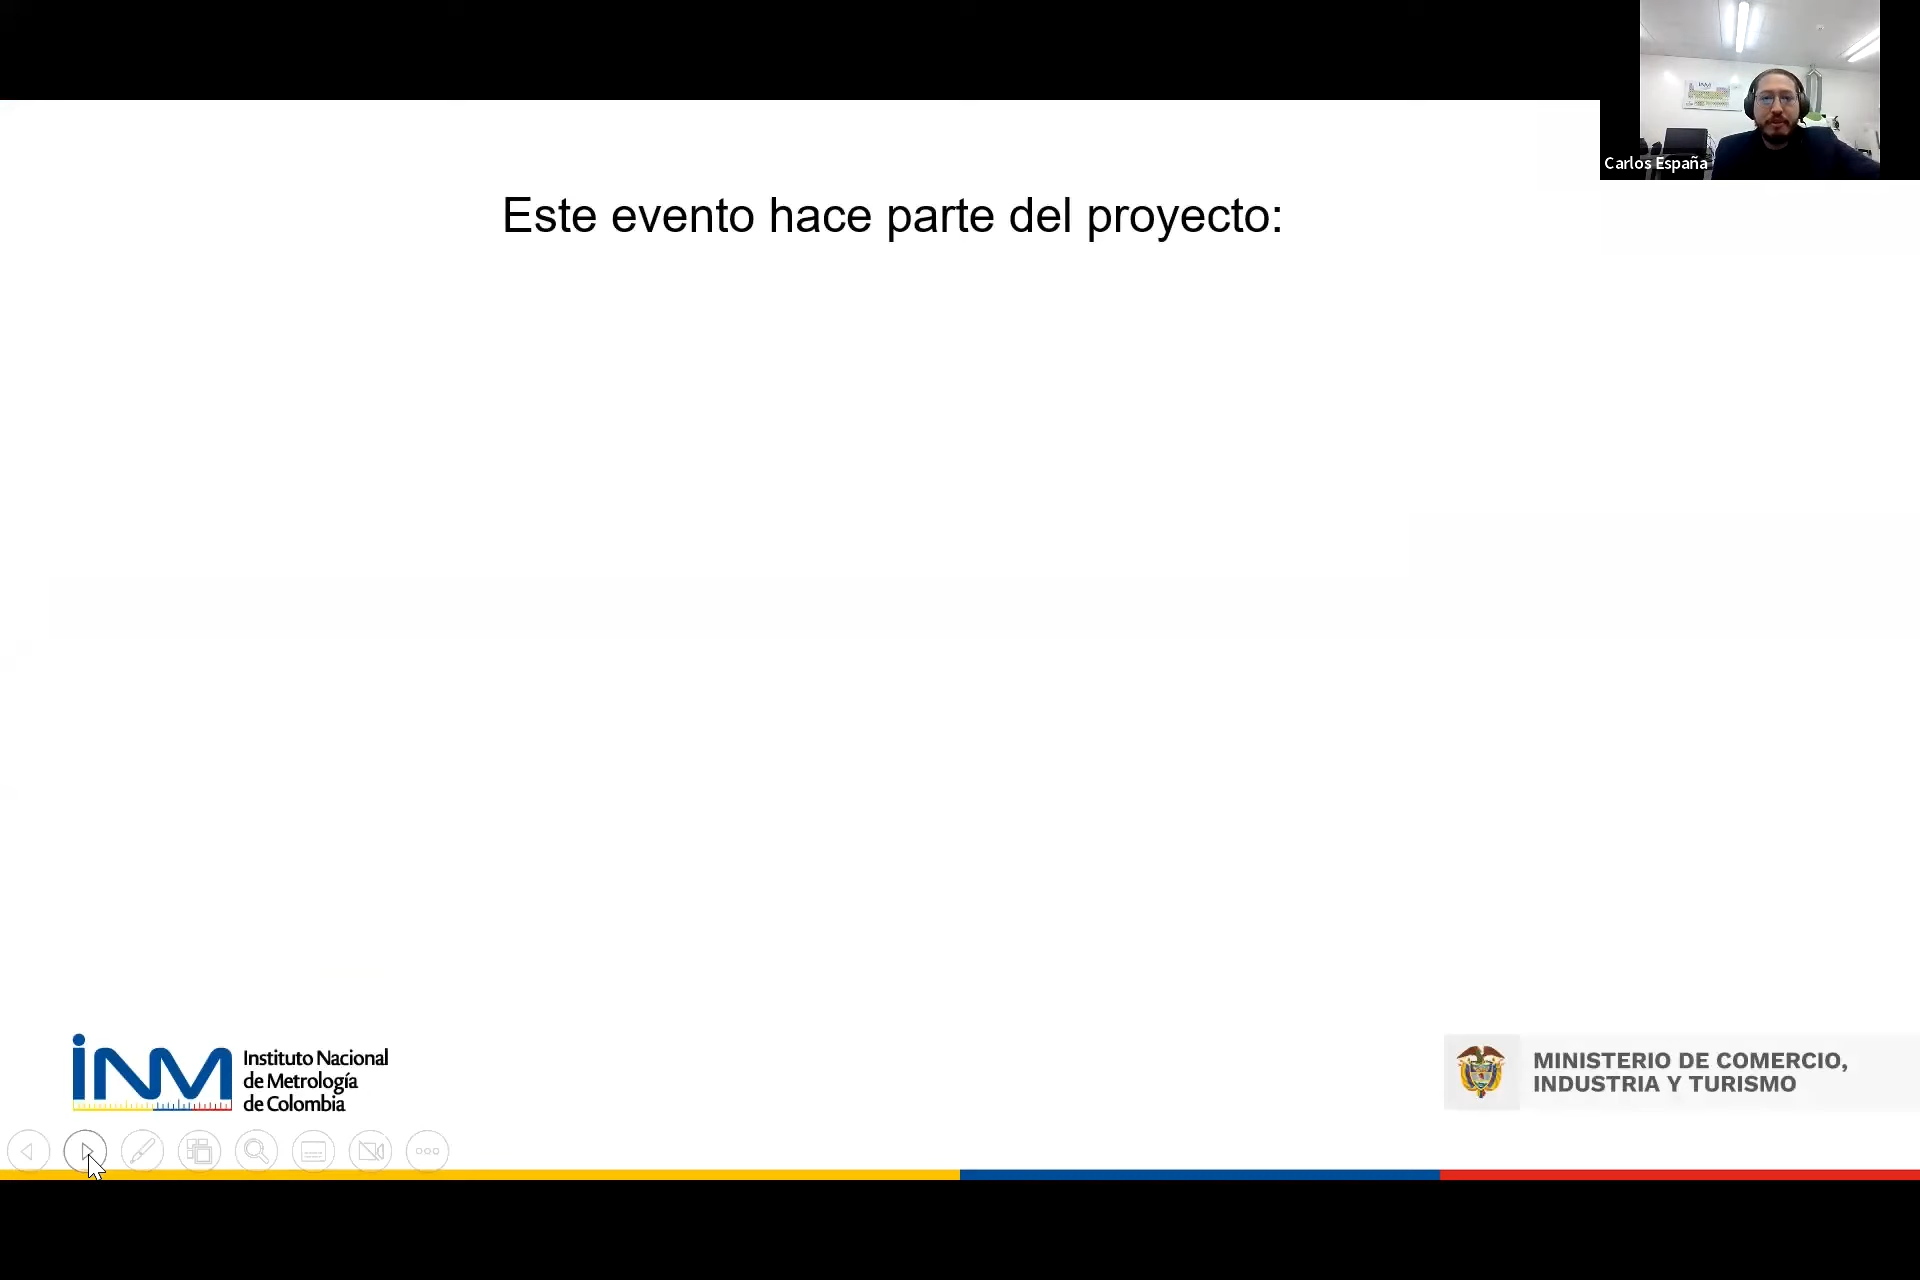 Carlos España
Este evento hace parte del proyecto:
INM
Instituto Nacional
de Metrología
de Colombia
MINISTERIO DE COMERCIO,
INDUSTRIA Y TURISMO